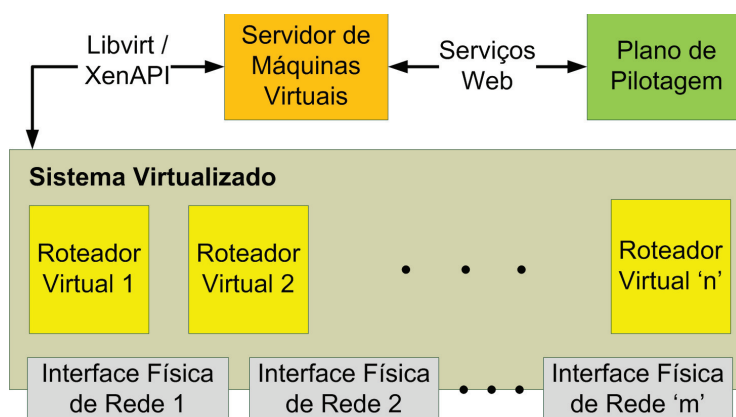 Libvirt /
XenAPI
Servidor de
Máquinas
Virtuais
Serviços
Web
Plano de
Pilotagem
Sistema Virtualizado
Roteador
Virtual 1
Roteador
Virtual 2
. . .
Roteador
Virtual ‘n’
Interface Física
de Rede 1
Interface Física
de Rede 2
...
Interface Física
de Rede ‘m’